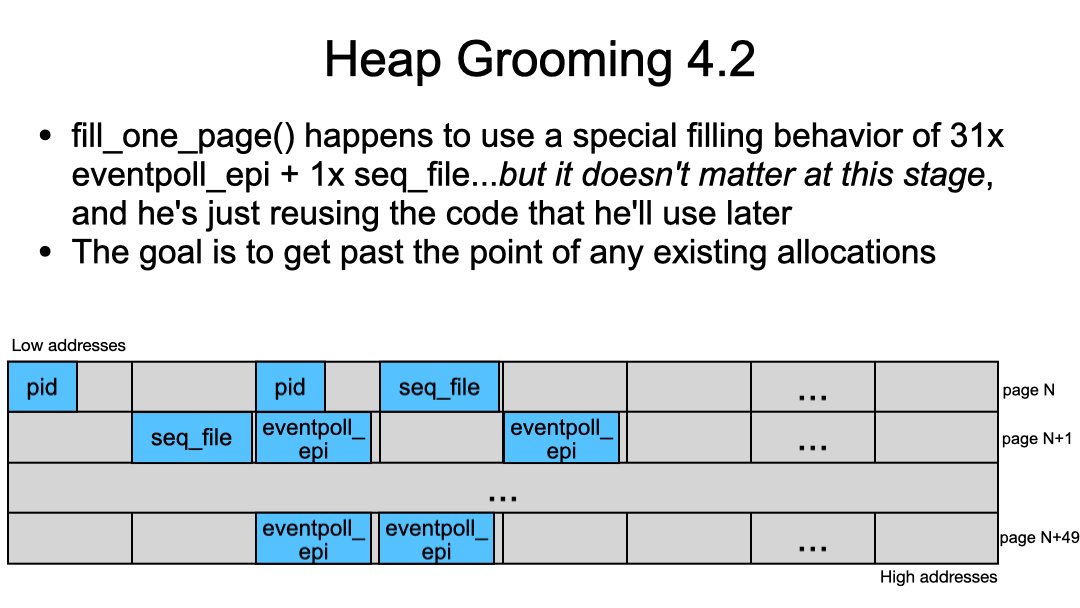 Heap Grooming 4.2
• fill_one_page() happens to use a special filling behavior of 31x
eventpoll_epi + 1x seq_file...but it doesn't matter at this stage,
and he's just reusing the code that he'll use later
• The goal is to get past the point of any existing allocations
Low addresses
pid
pid
seq_file
...
page N
seq_file
eventpoll_
epi
eventpoll_
epi
...
page N+1
...
eventpoll_
epi
eventpoll_
epi
...
page N+49
High addresses